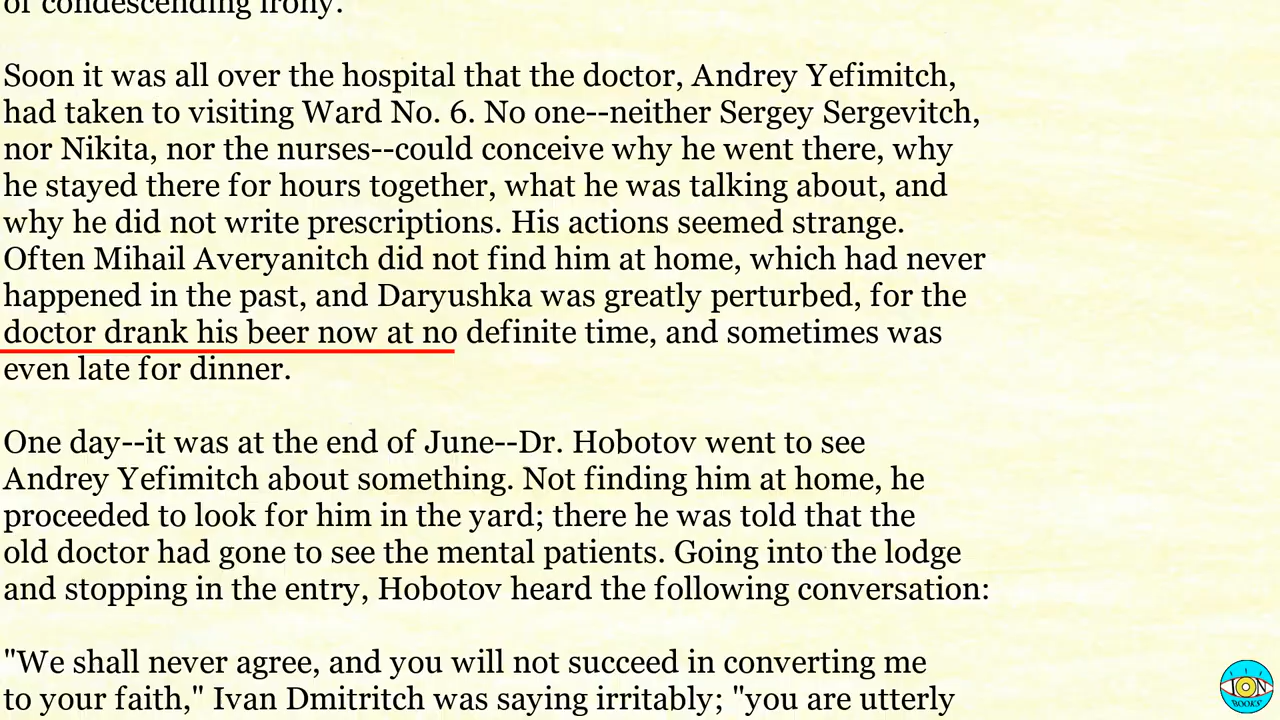 of condescending irony.
Soon it was all over the hospital that the doctor, Andrey Yefimitch,
had taken to visiting Ward No. 6. No one--neither Sergey Sergevitch,
nor Nikita, nor the nurses--could conceive why he went there, why
he stayed there for hours together, what he was talking about, and
why he did not write prescriptions. His actions seemed strange.
Often Mihail Averyanitch did not find him at home, which had never
happened in the past, and Daryushka was greatly perturbed, for the
doctor drank his beer now at no definite time, and sometimes was
even late for dinner.
One day--it was at the end of June--Dr. Hobotov went to see
Andrey Yefimitch about something. Not finding him at home, he
proceeded to look for him in the yard; there he was told that the
old doctor had gone to see the mental patients. Going into the lodge
and stopping in the entry, Hobotov heard the following conversation:
"We shall never agree, and you will not succeed in converting me
to your faith," Ivan Dmitritch was saying irritably; "you are utterly
ION
BOOKS